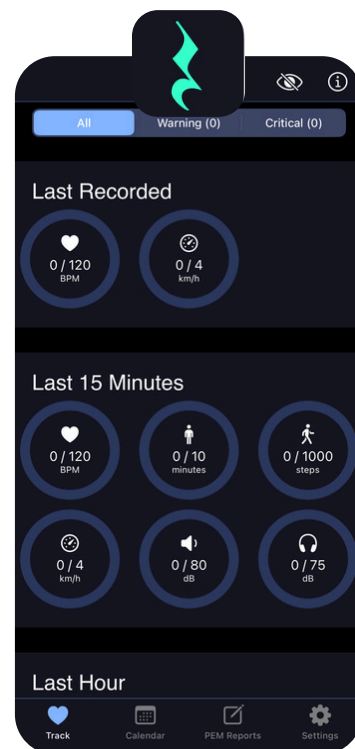 All
Warning (0)
Critical (0)
Last Recorded
0 / 120
BPM
0 / 4
km/h
Last 15 Minutes
0 / 120
BPM
0 / 10
minutes
0 / 1000
steps
0 / 4
km/h
0 / 80
dB
0 / 75
dB
Last Hour
Track
Calendar
PEM Reports
Settings